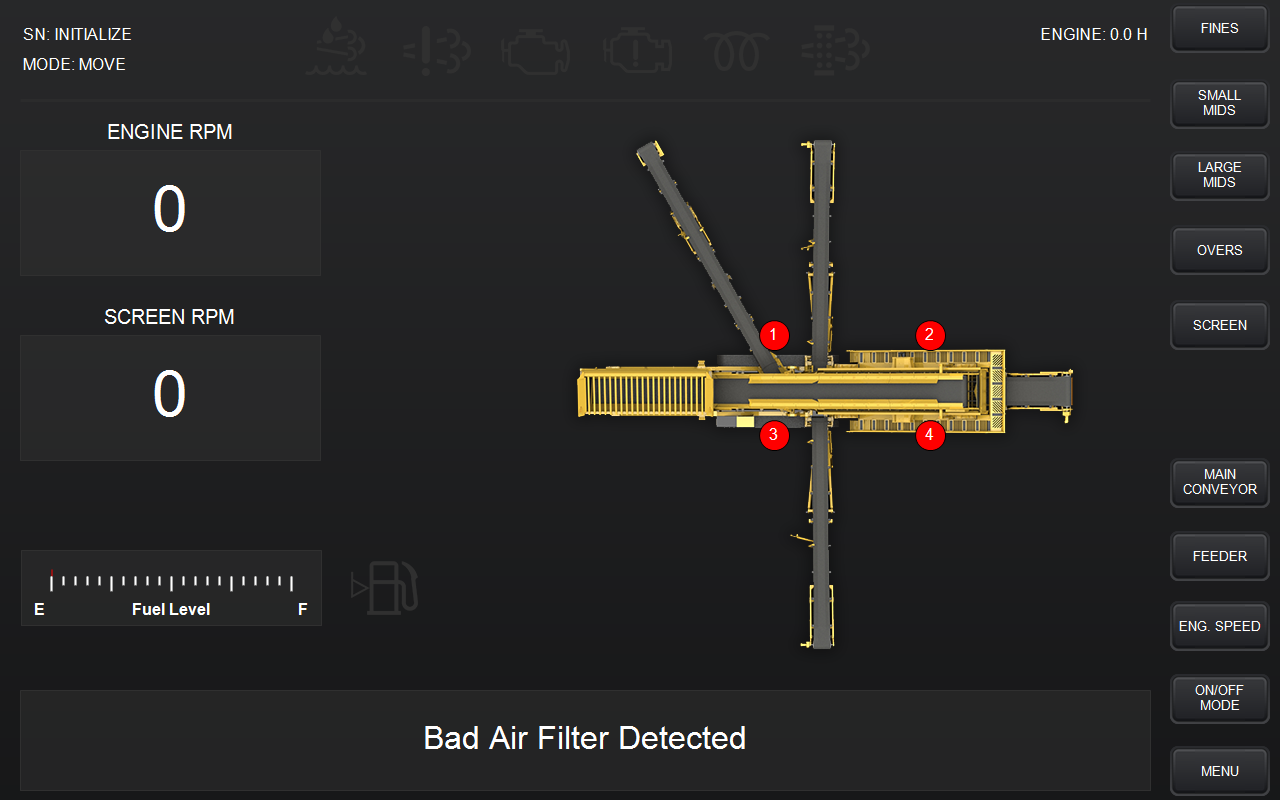 SN: INITIALIZE
MODE: MOVE
ENGINE: 0.0 H
ENGINE RPM
0
SCREEN RPM
0
E
Fuel Level
F
1
2
3
4
Bad Air Filter Detected
FINES
SMALL
MIDS
LARGE
MIDS
OVERS
SCREEN
MAIN
CONVEYOR
FEEDER
ENG. SPEED
ON/OFF
MODE
MENU